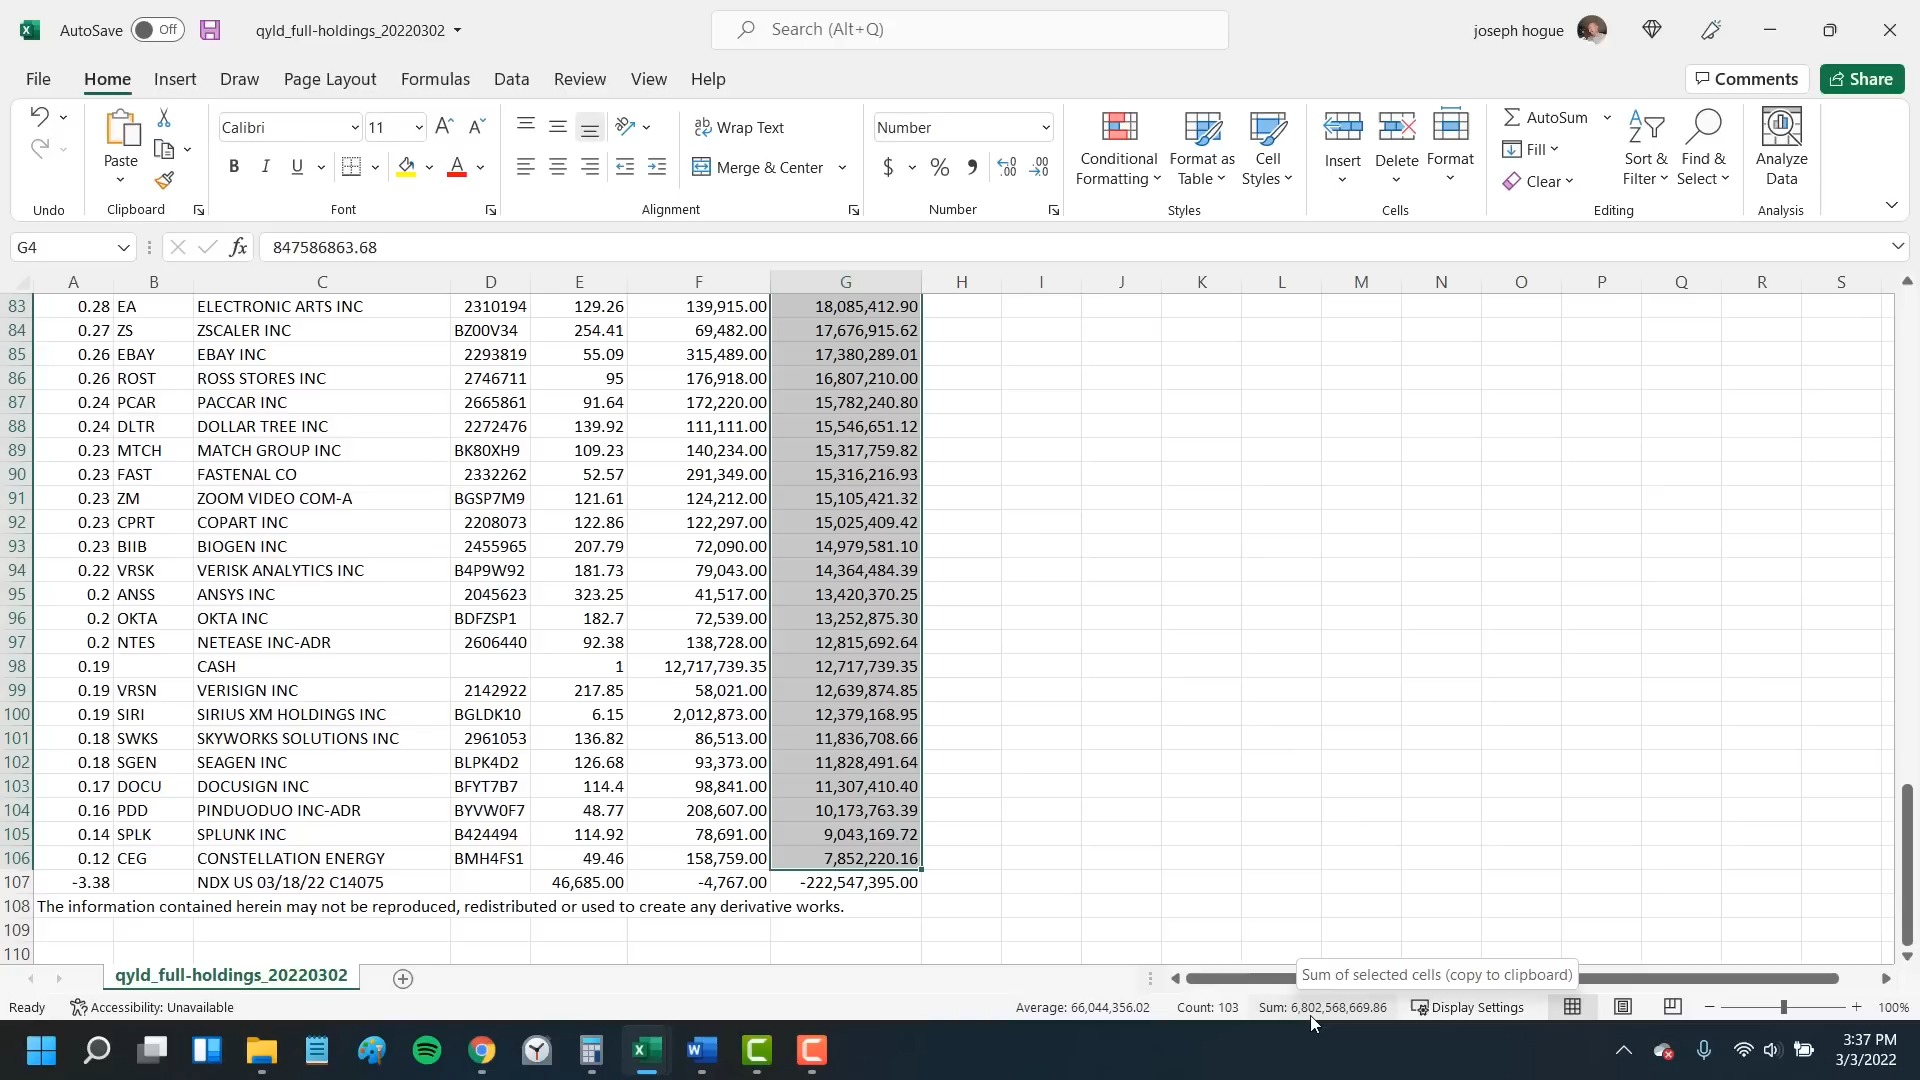 AutoSave Off qyld_full-holdings_20220302 Search (Alt+Q) joseph hogue
File Home Insert Draw Page Layout Formulas Data Review View Help Comments Share
Calibri 11 Wrap Text Number AutoSum
Paste B I U Merge & Center $ % Conditional Formatting Format as Table Cell Styles Insert Delete Format Fill Clear Sort & Filter Find & Select Analyze Data
Undo Clipboard Font Alignment Number Styles Cells Editing Analysis
G4 fx 847586863.68
A B C D E F G H I J K L M N O P Q R S
83 0.28 EA ELECTRONIC ARTS INC 2310194 129.26 139,915.00 18,085,412.90
84 0.27 ZS ZSCALER INC BZ00V34 254.41 69,482.00 17,676,915.62
85 0.26 EBAY EBAY INC 2293819 55.09 315,489.00 17,380,289.01
86 0.26 ROST ROSS STORES INC 2746711 95 176,918.00 16,807,210.00
87 0.24 PCAR PACCAR INC 2665861 91.64 172,220.00 15,782,240.80
88 0.24 DLTR DOLLAR TREE INC 2272476 139.92 111,111.00 15,546,651.12
89 0.23 MTCH MATCH GROUP INC BK80XH9 109.23 140,234.00 15,317,759.82
90 0.23 FAST FASTENAL CO 2332262 52.57 291,349.00 15,316,216.93
91 0.23 ZM ZOOM VIDEO COM-A BGSP7M9 121.61 124,212.00 15,105,421.32
92 0.23 CPRT COPART INC 2208073 122.86 122,297.00 15,025,409.42
93 0.23 BIIB BIOGEN INC 2455965 207.79 72,090.00 14,979,581.10
94 0.22 VRSK VERISK ANALYTICS INC B4P9W92 181.73 79,043.00 14,364,484.39
95 0.2 ANSS ANSYS INC 2045623 323.25 41,517.00 13,420,370.25
96 0.2 OKTA OKTA INC BDFZSP1 182.7 72,539.00 13,252,875.30
97 0.2 NTES NETEASE INC-ADR 2606440 92.38 138,728.00 12,815,692.64
98 0.19 CASH 1 12,717,739.35 12,717,739.35
99 0.19 VRSN VERISIGN INC 2142922 217.85 58,021.00 12,639,874.85
100 0.19 SIRI SIRIUS XM HOLDINGS INC BGLDK10 6.15 2,012,873.00 12,379,168.95
101 0.18 SWKS SKYWORKS SOLUTIONS INC 2961053 136.82 86,513.00 11,836,708.66
102 0.18 SGEN SEAGEN INC BLPK4D2 126.68 93,373.00 11,828,491.64
103 0.17 DOCU DOCUSIGN INC BFYT7B7 114.4 98,841.00 11,307,410.40
104 0.16 PDD PINDUODUO INC-ADR BYVW0F7 48.77 208,607.00 10,173,763.39
105 0.14 SPLK SPLUNK INC B424494 114.92 78,691.00 9,043,169.72
106 0.12 CEG CONSTELLATION ENERGY BMH4FS1 49.46 158,759.00 7,852,220.16
107 -3.38 NDX US 03/18/22 C14075 46,685.00 -4,767.00 -222,547,395.00
108 The information contained herein may not be reproduced, redistributed or used to create any derivative works.
109
110
qyld_full-holdings_20220302 Sum of selected cells (copy to clipboard)
Ready Accessibility: Unavailable Average: 66,044,356.02 Count: 103 Sum: 6,802,568,669.86 Display Settings 100%
3:37 PM
3/3/2022